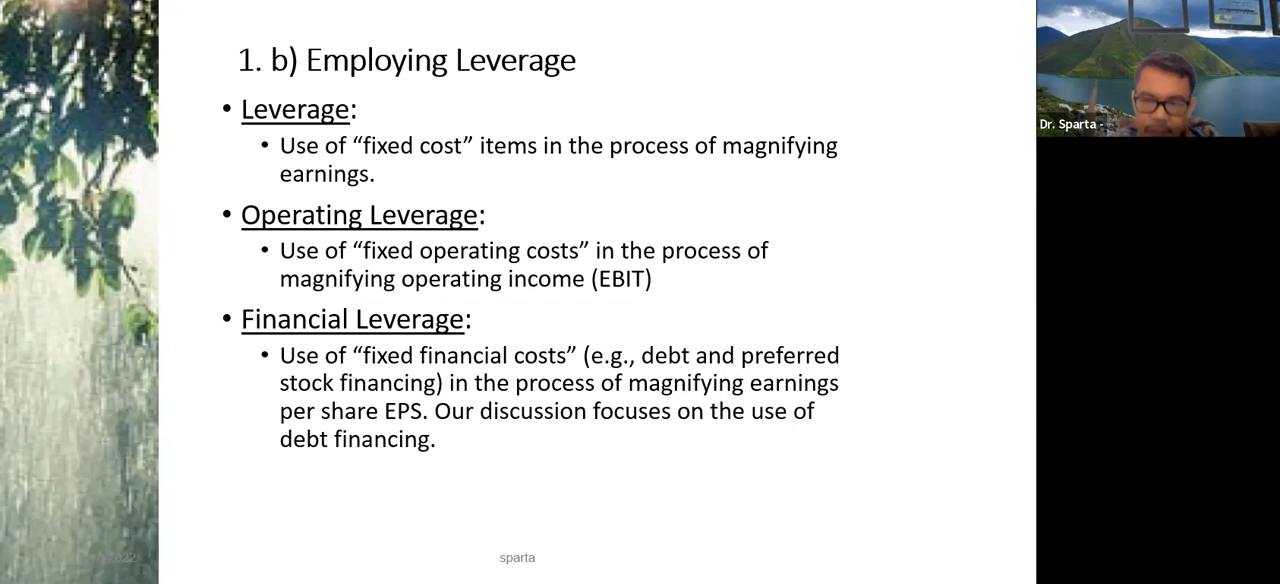 1. b) Employing Leverage
• Leverage:
• Use of “fixed cost” items in the process of magnifying
earnings.
• Operating Leverage:
• Use of “fixed operating costs” in the process of
magnifying operating income (EBIT)
• Financial Leverage:
• Use of “fixed financial costs” (e.g., debt and preferred
stock financing) in the process of magnifying earnings
per share EPS. Our discussion focuses on the use of
debt financing.
sparta
Dr. Sparta -